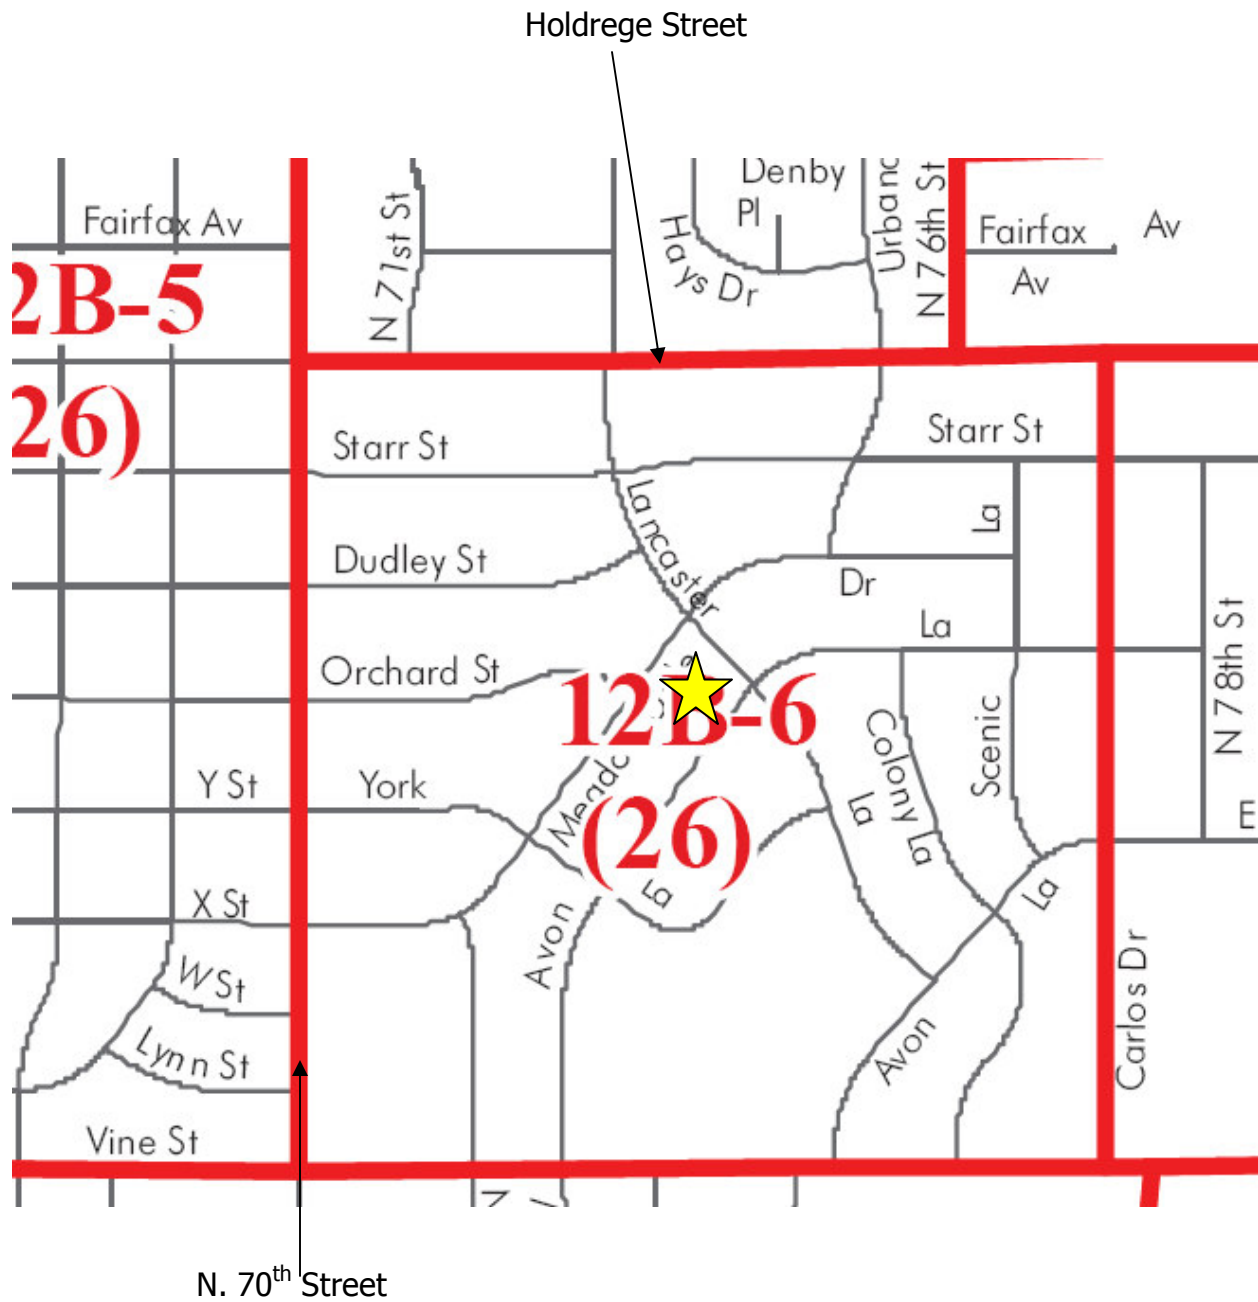 Holdrege Street
Denby
Pl
Hays Dr
N 71st St
N 76th St
Fairfax Av
Fairfax
Av
Av
2B-5
26)
Starr St
Starr St
Lancaster
La
Dudley St
Dr
La
Orchard St
12B-6
(26)
N 78th St
Scenic
Colony La
La
Y St
York
E
La
La
X St
Avon
W St
Lynn St
Avon
Carlos Dr
Vine St
N. 70th Street